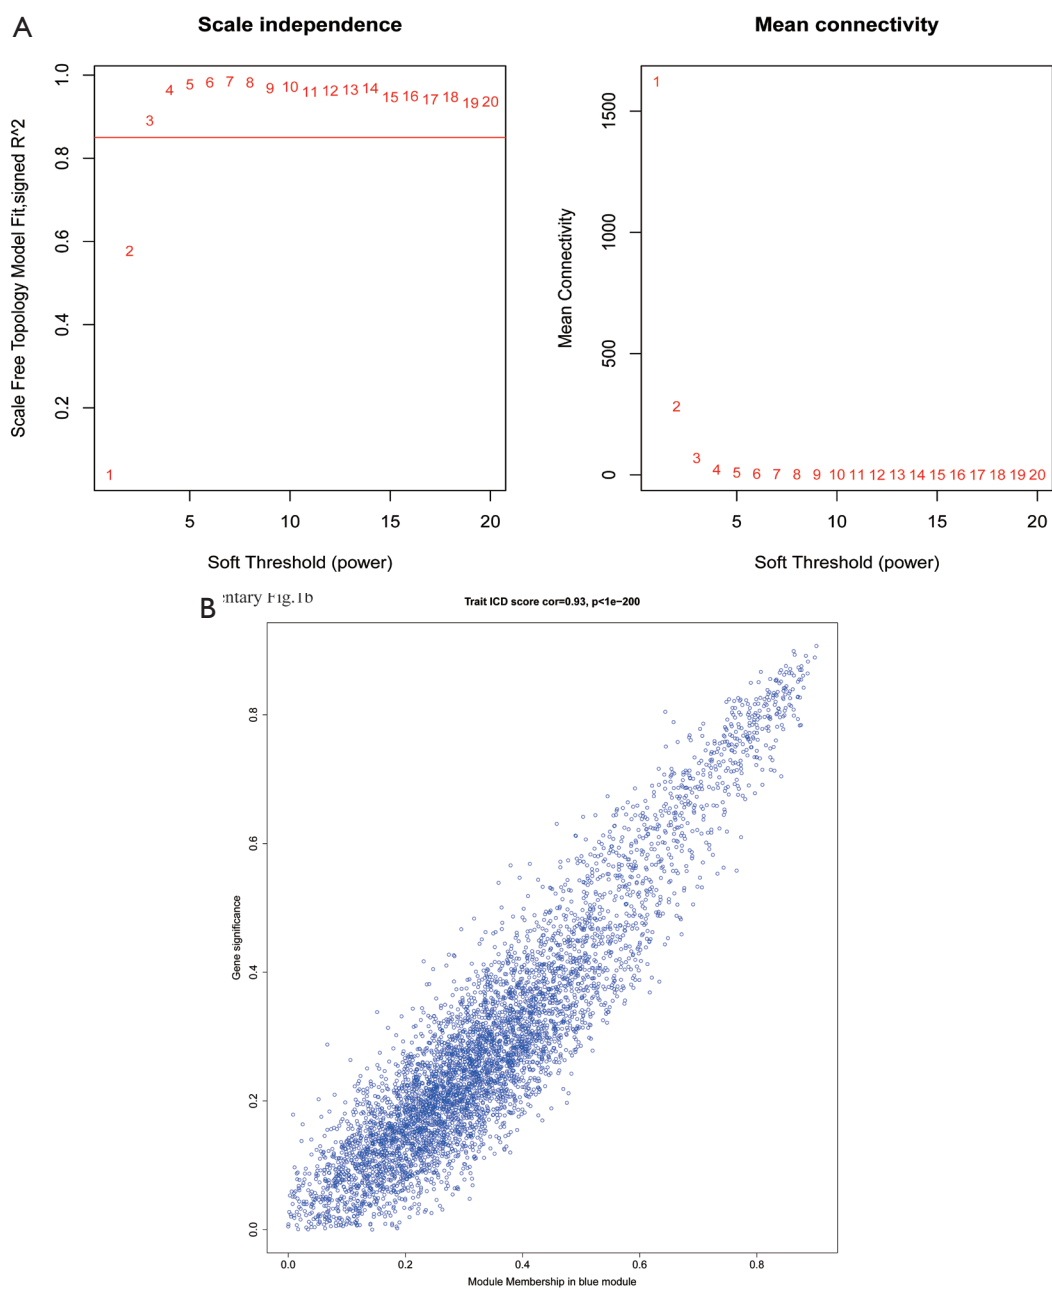 A
Scale independence
Mean connectivity
Scale Free Topology Model Fit,signed R^2
1.0
0.8
0.6
0.4
0.2
1 2 3 4 5 6 7 8 9 10 11 12 13 14 15 16 17 18 19 20
5 10 15 20
Soft Threshold (power)
Mean Connectivity
1500
1000
500
0
1 2 3 4 5 6 7 8 9 10 11 12 13 14 15 16 17 18 19 20
5 10 15 20
Soft Threshold (power)
B
entary Fig.1b
Trait ICD score cor=0.93, p<1e−200
Gene significance
0.8
0.6
0.4
0.2
0.0
0.0 0.2 0.4 0.6 0.8
Module Membership in blue module